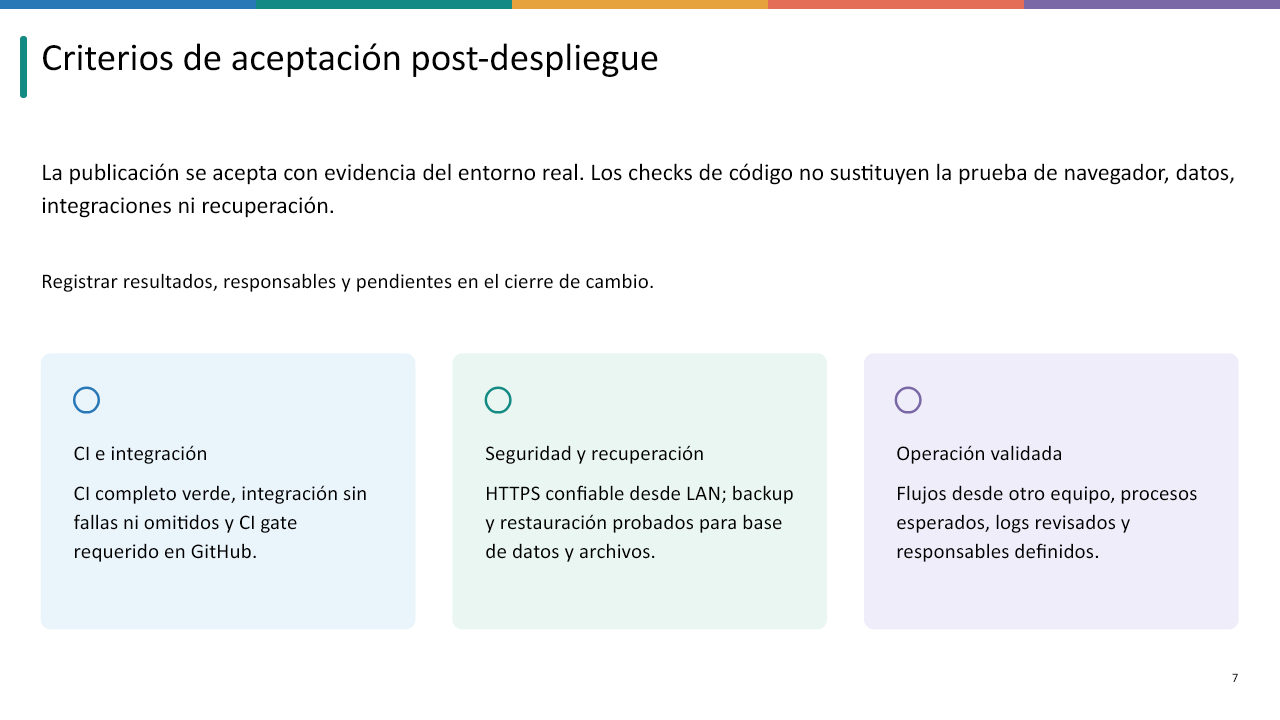 Criterios de aceptación post-despliegue
La publicación se acepta con evidencia del entorno real. Los checks de código no sustituyen la prueba de navegador, datos,
integraciones ni recuperación.
Registrar resultados, responsables y pendientes en el cierre de cambio.
CI e integración
CI completo verde, integración sin
fallas ni omitidos y CI gate
requerido en GitHub.
Seguridad y recuperación
HTTPS confiable desde LAN; backup
y restauración probados para base
de datos y archivos.
Operación validada
Flujos desde otro equipo, procesos
esperados, logs revisados y
responsables definidos.
7